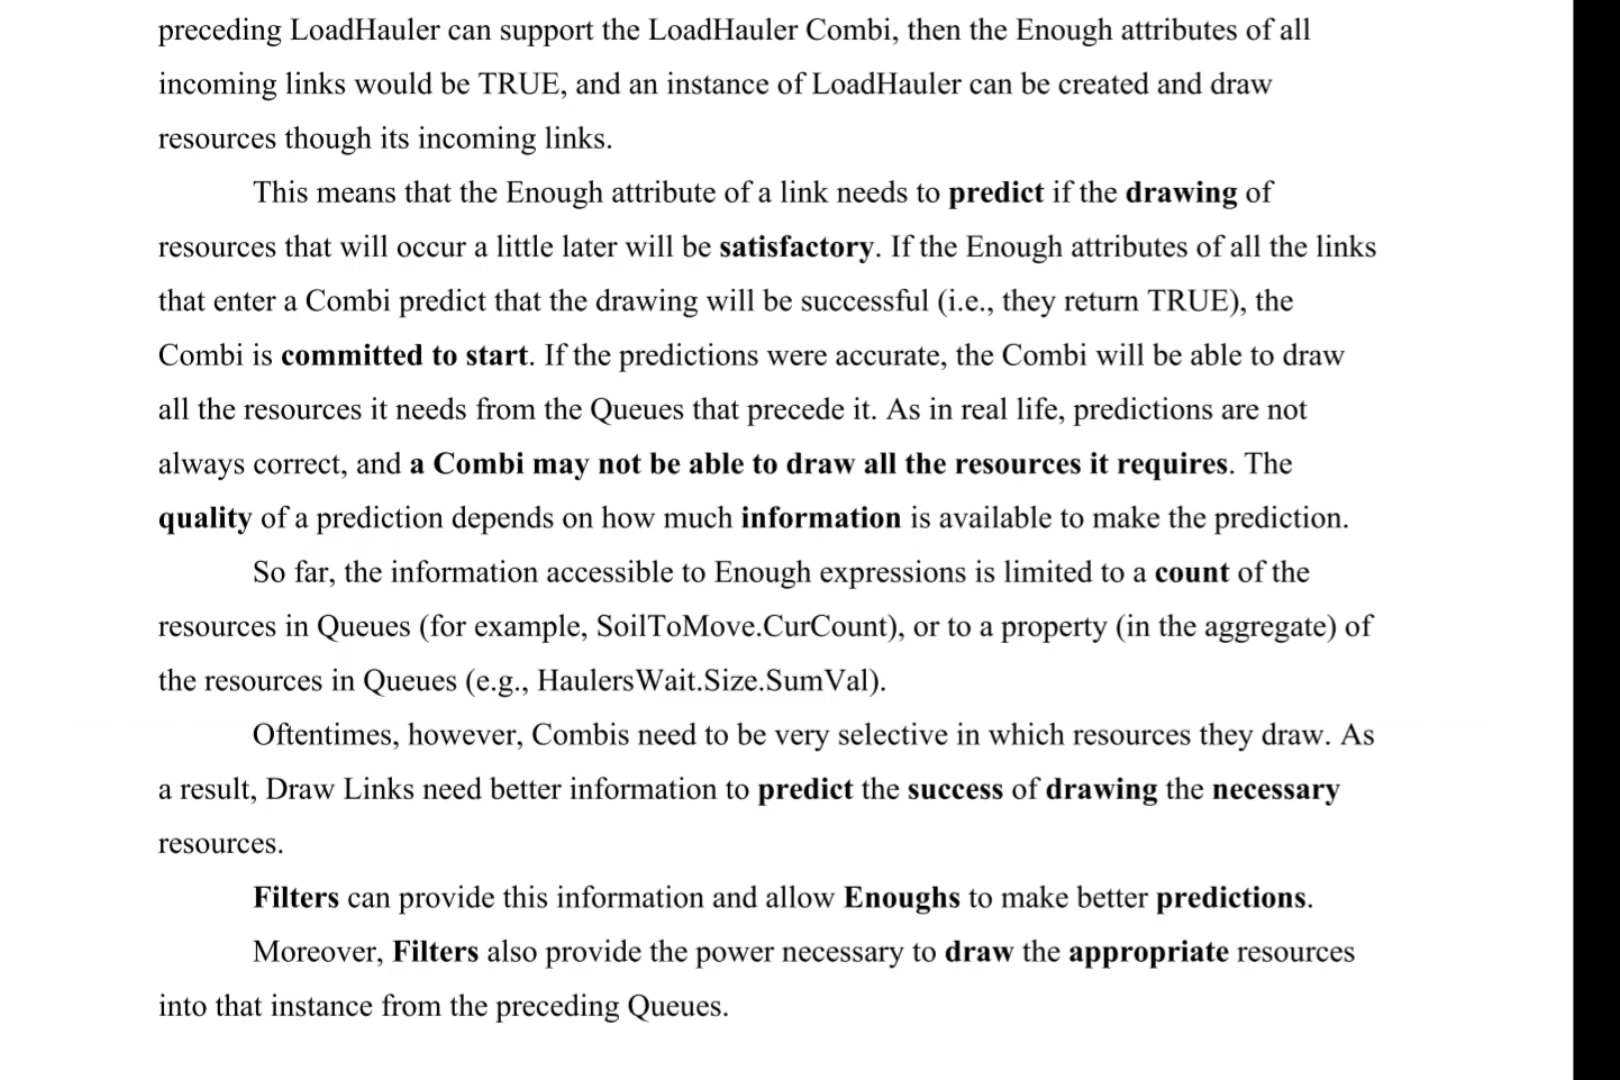 preceding LoadHauler can support the LoadHauler Combi, then the Enough attributes of all
incoming links would be TRUE, and an instance of LoadHauler can be created and draw
resources though its incoming links.
This means that the Enough attribute of a link needs to predict if the drawing of
resources that will occur a little later will be satisfactory. If the Enough attributes of all the links
that enter a Combi predict that the drawing will be successful (i.e., they return TRUE), the
Combi is committed to start. If the predictions were accurate, the Combi will be able to draw
all the resources it needs from the Queues that precede it. As in real life, predictions are not
always correct, and a Combi may not be able to draw all the resources it requires. The
quality of a prediction depends on how much information is available to make the prediction.
So far, the information accessible to Enough expressions is limited to a count of the
resources in Queues (for example, SoilToMove.CurCount), or to a property (in the aggregate) of
the resources in Queues (e.g., HaulersWait.Size.SumVal).
Oftentimes, however, Combis need to be very selective in which resources they draw. As
a result, Draw Links need better information to predict the success of drawing the necessary
resources.
Filters can provide this information and allow Enoughs to make better predictions.
Moreover, Filters also provide the power necessary to draw the appropriate resources
into that instance from the preceding Queues.